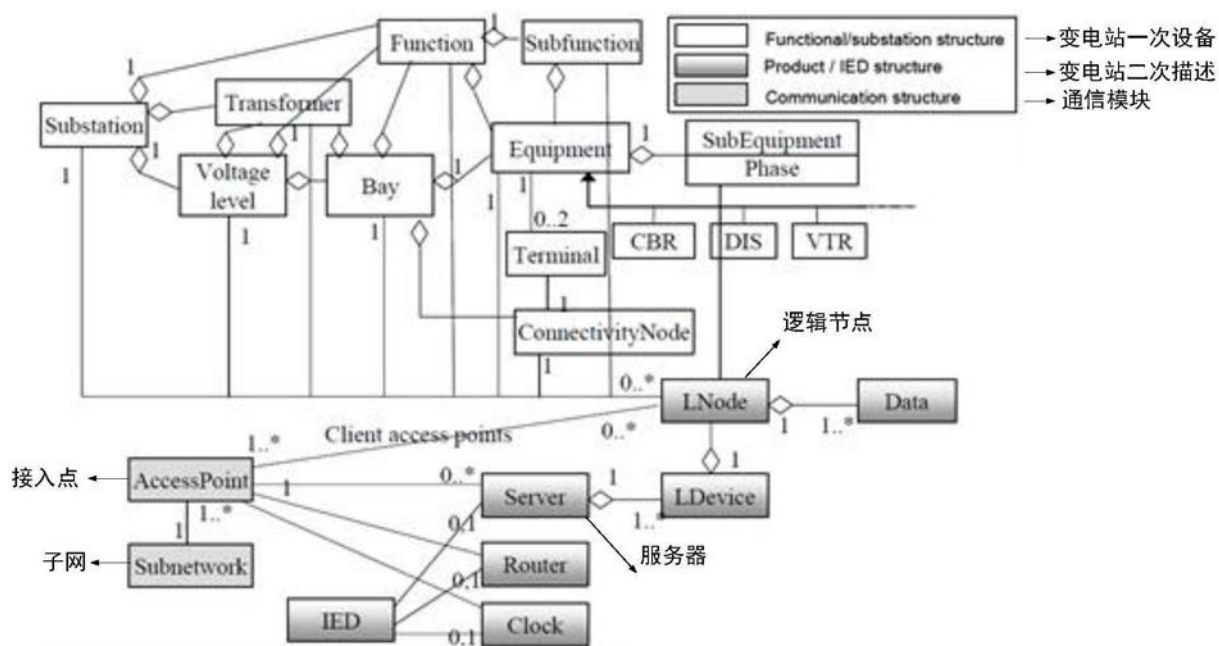 Function
Subfunction
Functional/substation structure
变电站一次设备
Product / IED structure
变电站二次描述
Communication structure
通信模块
1
1
Substation
Transformer
1
1
Voltage
level
Bay
1
Equipment
1
SubEquipment
Phase
1
1
1
1
1
1
0..2
CBR
DIS
VTR
Terminal
1
ConnectivityNode
1
逻辑节点
0..*
LNode
1
1..*
Data
Client access points
1..*
0..*
接入点
AccessPoint
1
0..*
Server
1
1..*
1
LDevice
1..*
1
0,1
子网
Subnetwork
Router
服务器
0,1
IED
0,1
Clock